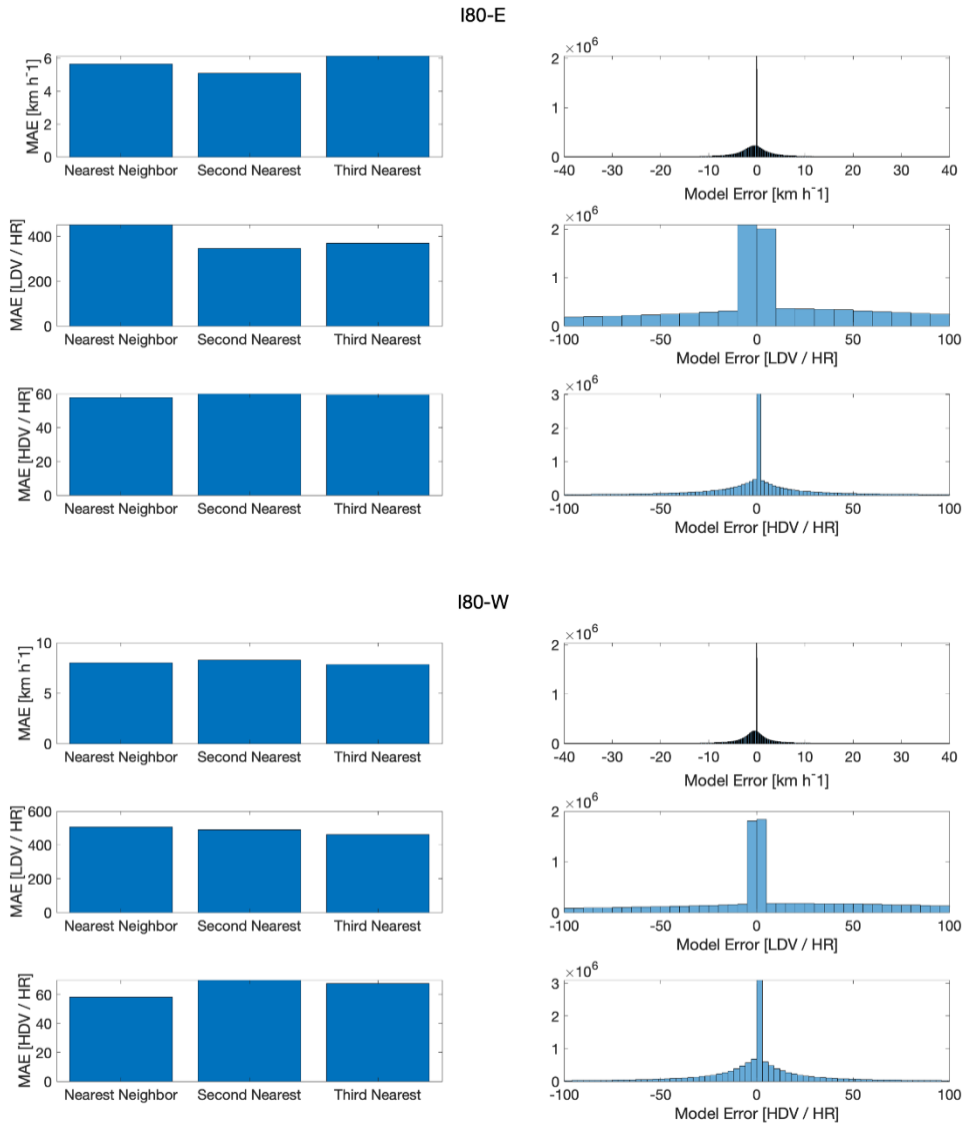 I80-E
MAE [km h⁻1]
6
4
2
0
Nearest Neighbor Second Nearest Third Nearest
×10⁶
2
1
0
-40 -30 -20 -10 0 10 20 30 40
Model Error [km h⁻1]
MAE [LDV / HR]
400
200
0
Nearest Neighbor Second Nearest Third Nearest
×10⁶
2
1
0
-100 -50 0 50 100
Model Error [LDV / HR]
MAE [HDV / HR]
60
40
20
0
Nearest Neighbor Second Nearest Third Nearest
×10⁶
3
2
1
0
-100 -50 0 50 100
Model Error [HDV / HR]
I80-W
MAE [km h⁻1]
10
5
0
Nearest Neighbor Second Nearest Third Nearest
×10⁶
2
1
0
-40 -30 -20 -10 0 10 20 30 40
Model Error [km h⁻1]
MAE [LDV / HR]
600
400
200
0
Nearest Neighbor Second Nearest Third Nearest
×10⁶
2
1
0
-100 -50 0 50 100
Model Error [LDV / HR]
MAE [HDV / HR]
60
40
20
0
Nearest Neighbor Second Nearest Third Nearest
×10⁶
3
2
1
0
-100 -50 0 50 100
Model Error [HDV / HR]